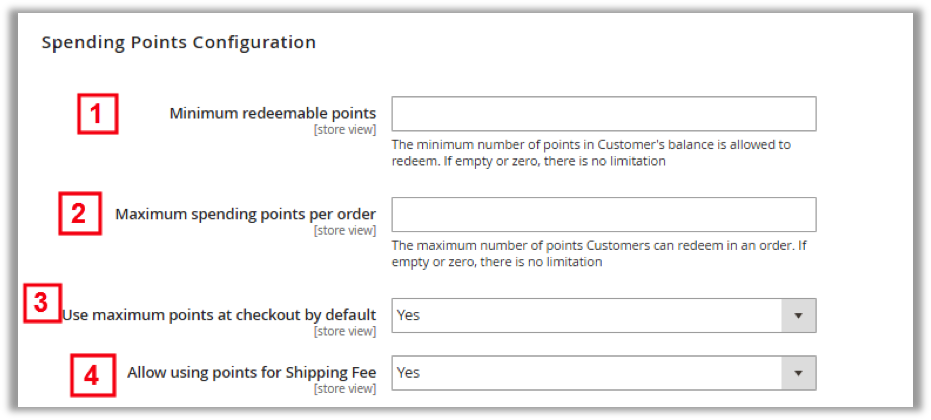 Spending Points Configuration
1
Minimum redeemable points
[store view]
The minimum number of points in Customer's balance is allowed to
redeem. If empty or zero, there is no limitation
2
Maximum spending points per order
[store view]
The maximum number of points Customers can redeem in an order. If
empty or zero, there is no limitation
3
Use maximum points at checkout by default
Yes
[store view]
4
Allow using points for Shipping Fee
Yes
[store view]